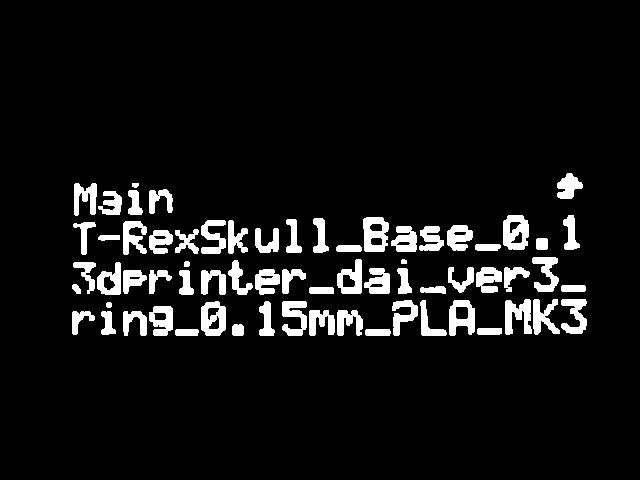 Main
T-RexSkull_Base_0.1
3dprinter_dai_ver3_
ring_0.15mm_PLA_MK3